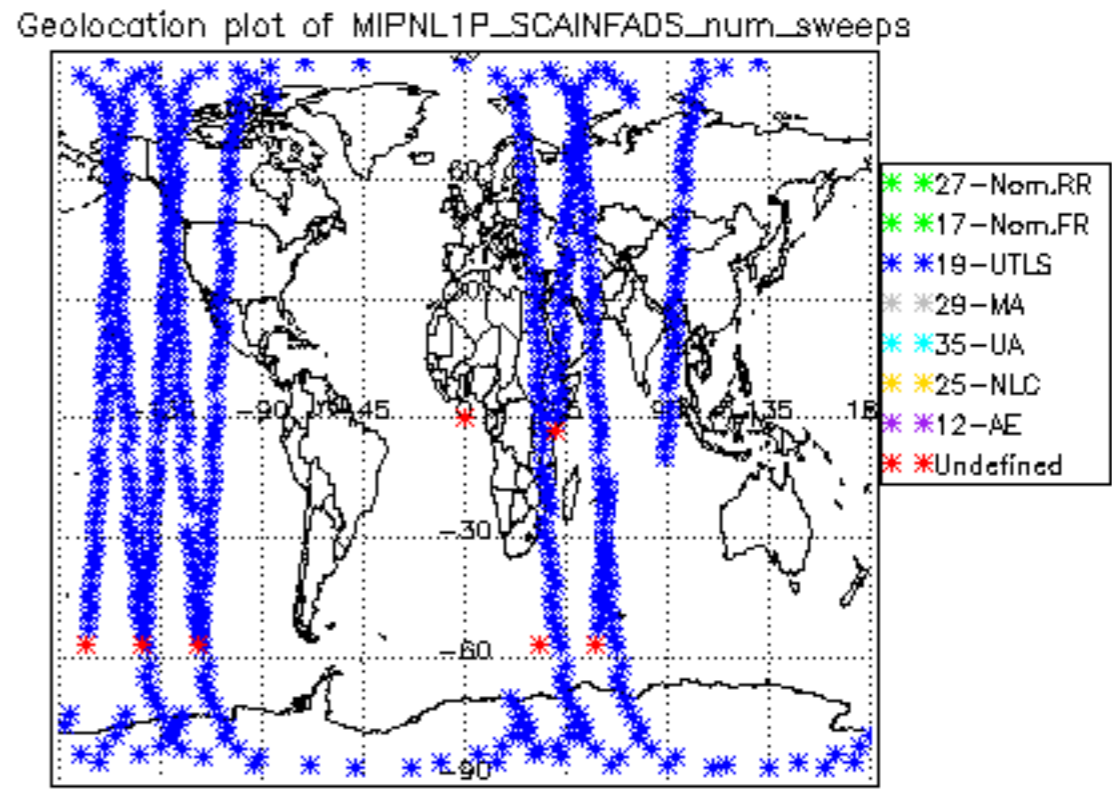 Geolocation plot of MIPNL1P_SCAINFADS_num_sweeps
60
27-Nom.RR
17-Nom.FR
19-UTLS
29-MA
35-UA
25-NLC
12-AE
Undefined
-90
-45
135
-30
-60
-90